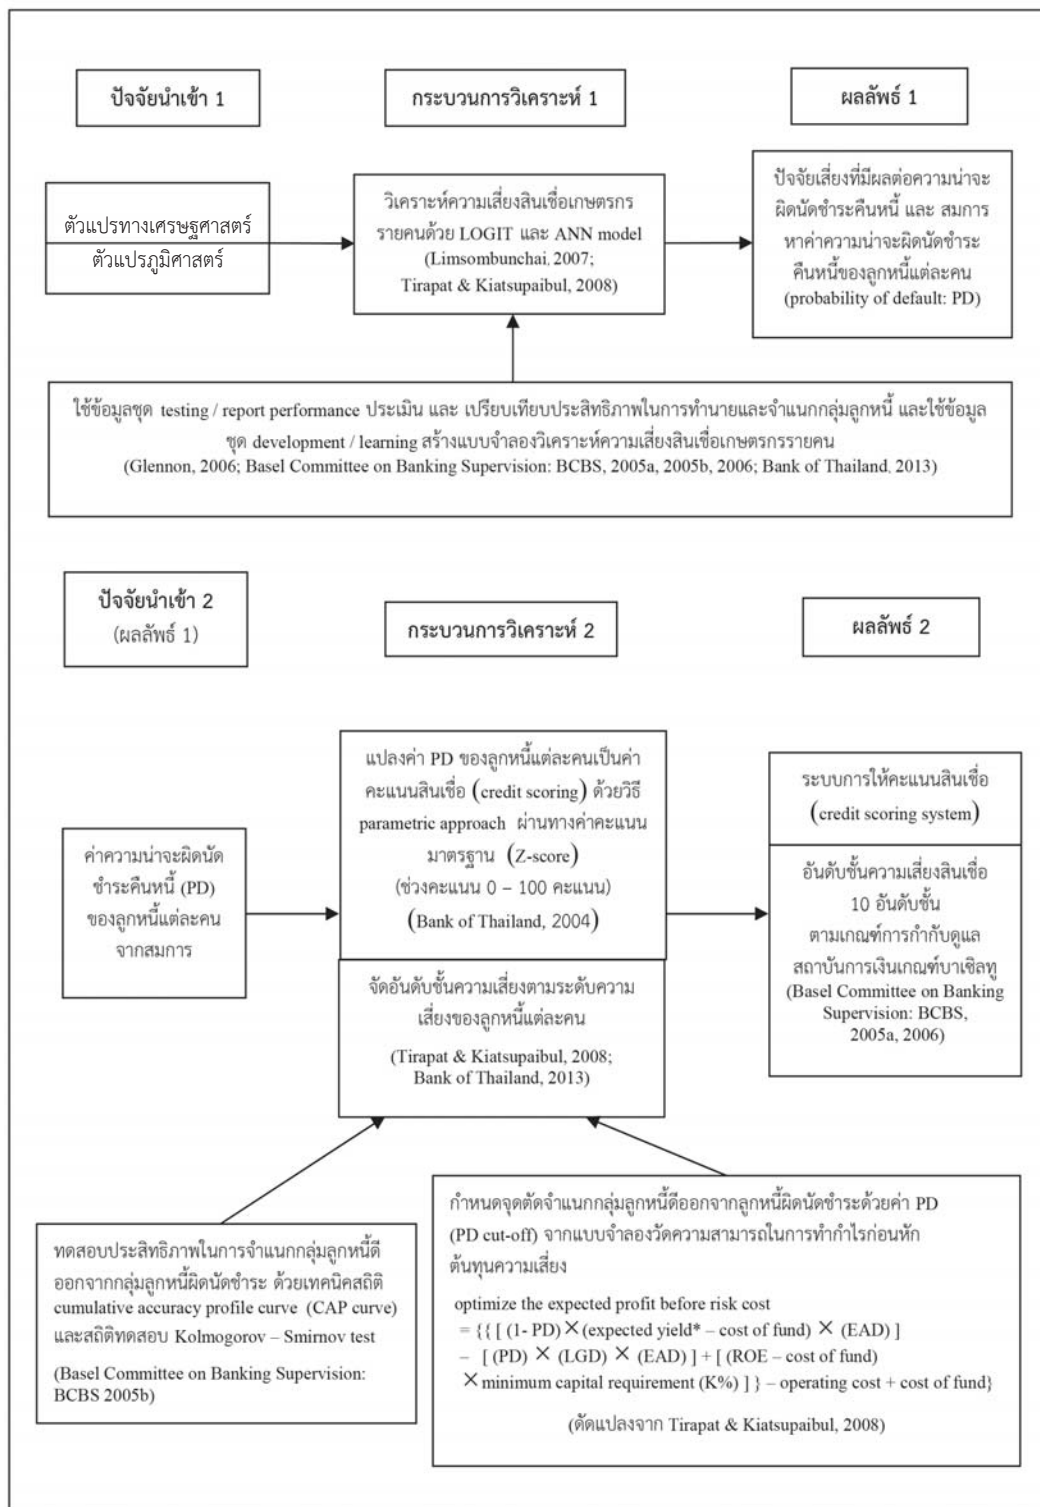 ปัจจัยนำเข้า 1
กระบวนการวิเคราะห์ 1
ผลลัพธ์ 1
ตัวแปรทางเศรษฐศาสตร์
ตัวแปรภูมิศาสตร์
วิเคราะห์ความเสี่ยงสินเชื่อเกษตรกร
รายคนด้วย LOGIT และ ANN model
(Limsombunchai, 2007;
Tirapat & Kiatsupaibul, 2008)
ปัจจัยเสี่ยงที่มีผลต่อความน่าจะ
ผิดนัดชำระคืนหนี้ และ สมการ
หาค่าความน่าจะผิดนัดชำระ
คืนหนี้ของลูกหนี้แต่ละคน
(probability of default: PD)
ใช้ข้อมูลชุด testing / report performance ประเมิน และ เปรียบเทียบประสิทธิภาพในการทำนายและจำแนกกลุ่มลูกหนี้ และใช้ข้อมูล
ชุด development / learning สร้างแบบจำลองวิเคราะห์ความเสี่ยงสินเชื่อเกษตรกรรายคน
(Glennon, 2006; Basel Committee on Banking Supervision: BCBS, 2005a, 2005b, 2006; Bank of Thailand, 2013)
ปัจจัยนำเข้า 2
(ผลลัพธ์ 1)
กระบวนการวิเคราะห์ 2
ผลลัพธ์ 2
ค่าความน่าจะผิดนัด
ชำระคืนหนี้ (PD)
ของลูกหนี้แต่ละคน
จากสมการ
แปลงค่า PD ของลูกหนี้แต่ละคนเป็นค่า
คะแนนสินเชื่อ (credit scoring) ด้วยวิธี
parametric approach ผ่านทางค่าคะแนน
มาตรฐาน (Z-score)
(ช่วงคะแนน 0 – 100 คะแนน)
(Bank of Thailand, 2004)
จัดอันดับชั้นความเสี่ยงตามระดับความ
เสี่ยงของลูกหนี้แต่ละคน
(Tirapat & Kiatsupaibul, 2008;
Bank of Thailand, 2013)
ระบบการให้คะแนนสินเชื่อ
(credit scoring system)
อันดับชั้นความเสี่ยงสินเชื่อ
10 อันดับชั้น
ตามเกณฑ์การกำกับดูแล
สถาบันการเงินเกณฑ์บาเซิลทู
(Basel Committee on Banking
Supervision: BCBS,
2005a, 2006)
ทดสอบประสิทธิภาพในการจำแนกกลุ่มลูกหนี้ดี
ออกจากกลุ่มลูกหนี้ผิดนัดชำระ ด้วยเทคนิคสถิติ
cumulative accuracy profile curve (CAP curve)
และสถิติทดสอบ Kolmogorov – Smirnov test
(Basel Committee on Banking Supervision:
BCBS 2005b)
กำหนดจุดตัดจำแนกกลุ่มลูกหนี้ดีออกจากลูกหนี้ผิดนัดชำระด้วยค่า PD
(PD cut-off) จากแบบจำลองวัดความสามารถในการทำกำไรก่อนหัก
ต้นทุนความเสี่ยง
optimize the expected profit before risk cost
= {{ [ (1- PD) × (expected yield* – cost of fund) × (EAD) ]
– [ (PD) × (LGD) × (EAD) ] + [ (ROE – cost of fund)
× minimum capital requirement (K%) ] } – operating cost + cost of fund}
(ดัดแปลงจาก Tirapat & Kiatsupaibul, 2008)